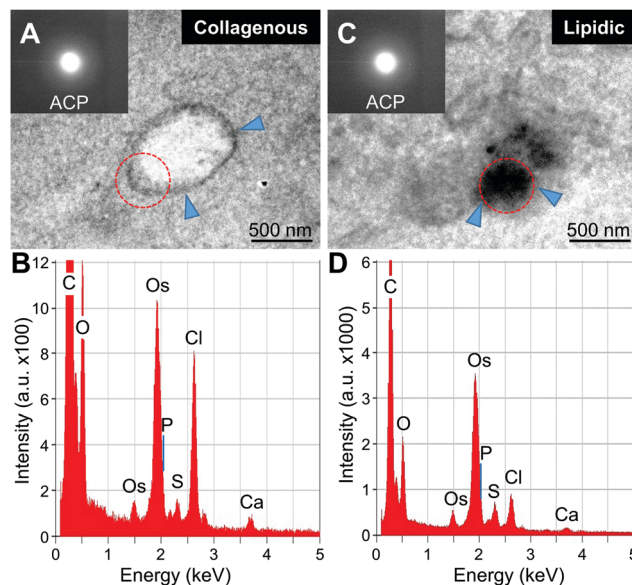 A
Collagenous
ACP
500 nm
C
Lipidic
ACP
500 nm
B
Intensity (a.u. x100)
12
10
8
6
4
2
0
C
O
Os
Os
P
S
Cl
Ca
0 1 2 3 4 5
Energy (keV)
D
Intensity (a.u. x1000)
6
5
4
3
2
1
0
C
O
Os
Os
P
S
Cl
Ca
0 1 2 3 4 5
Energy (keV)